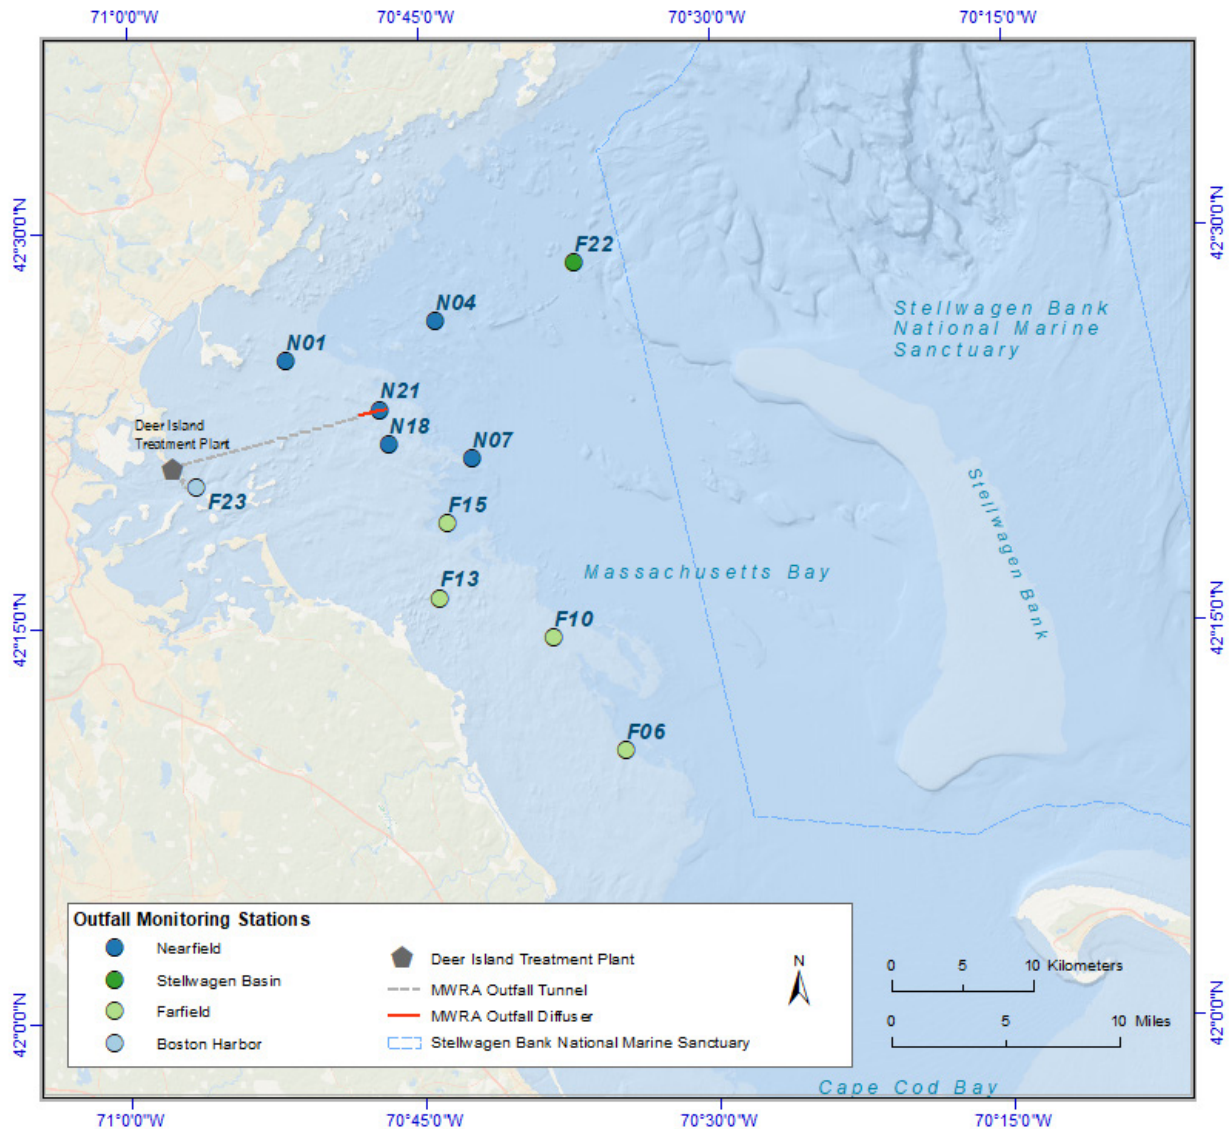 71°0'0"W
70°45'0"W
70°30'0"W
70°15'0"W
42°30'0"N
42°30'0"N
F22
N04
Stellwagen Bank
National Marine
Sanctuary
N01
N21
Deer Island
Treatment Plant
N18
N07
F23
F15
Stellwagen Bank
Massachusetts Bay
F13
F10
42°15'0"N
42°15'0"N
F06
Outfall Monitoring Stations
Nearfield
Stellwagen Basin
Farfield
Boston Harbor
Deer Island Treatment Plant
MWRA Outfall Tunnel
MWRA Outfall Diffuser
Stellwagen Bank National Marine Sanctuary
N
0 5 10 Kilometers
0 5 10 Miles
42°0'0"N
42°0'0"N
Cape Cod Bay
71°0'0"W
70°45'0"W
70°30'0"W
70°15'0"W